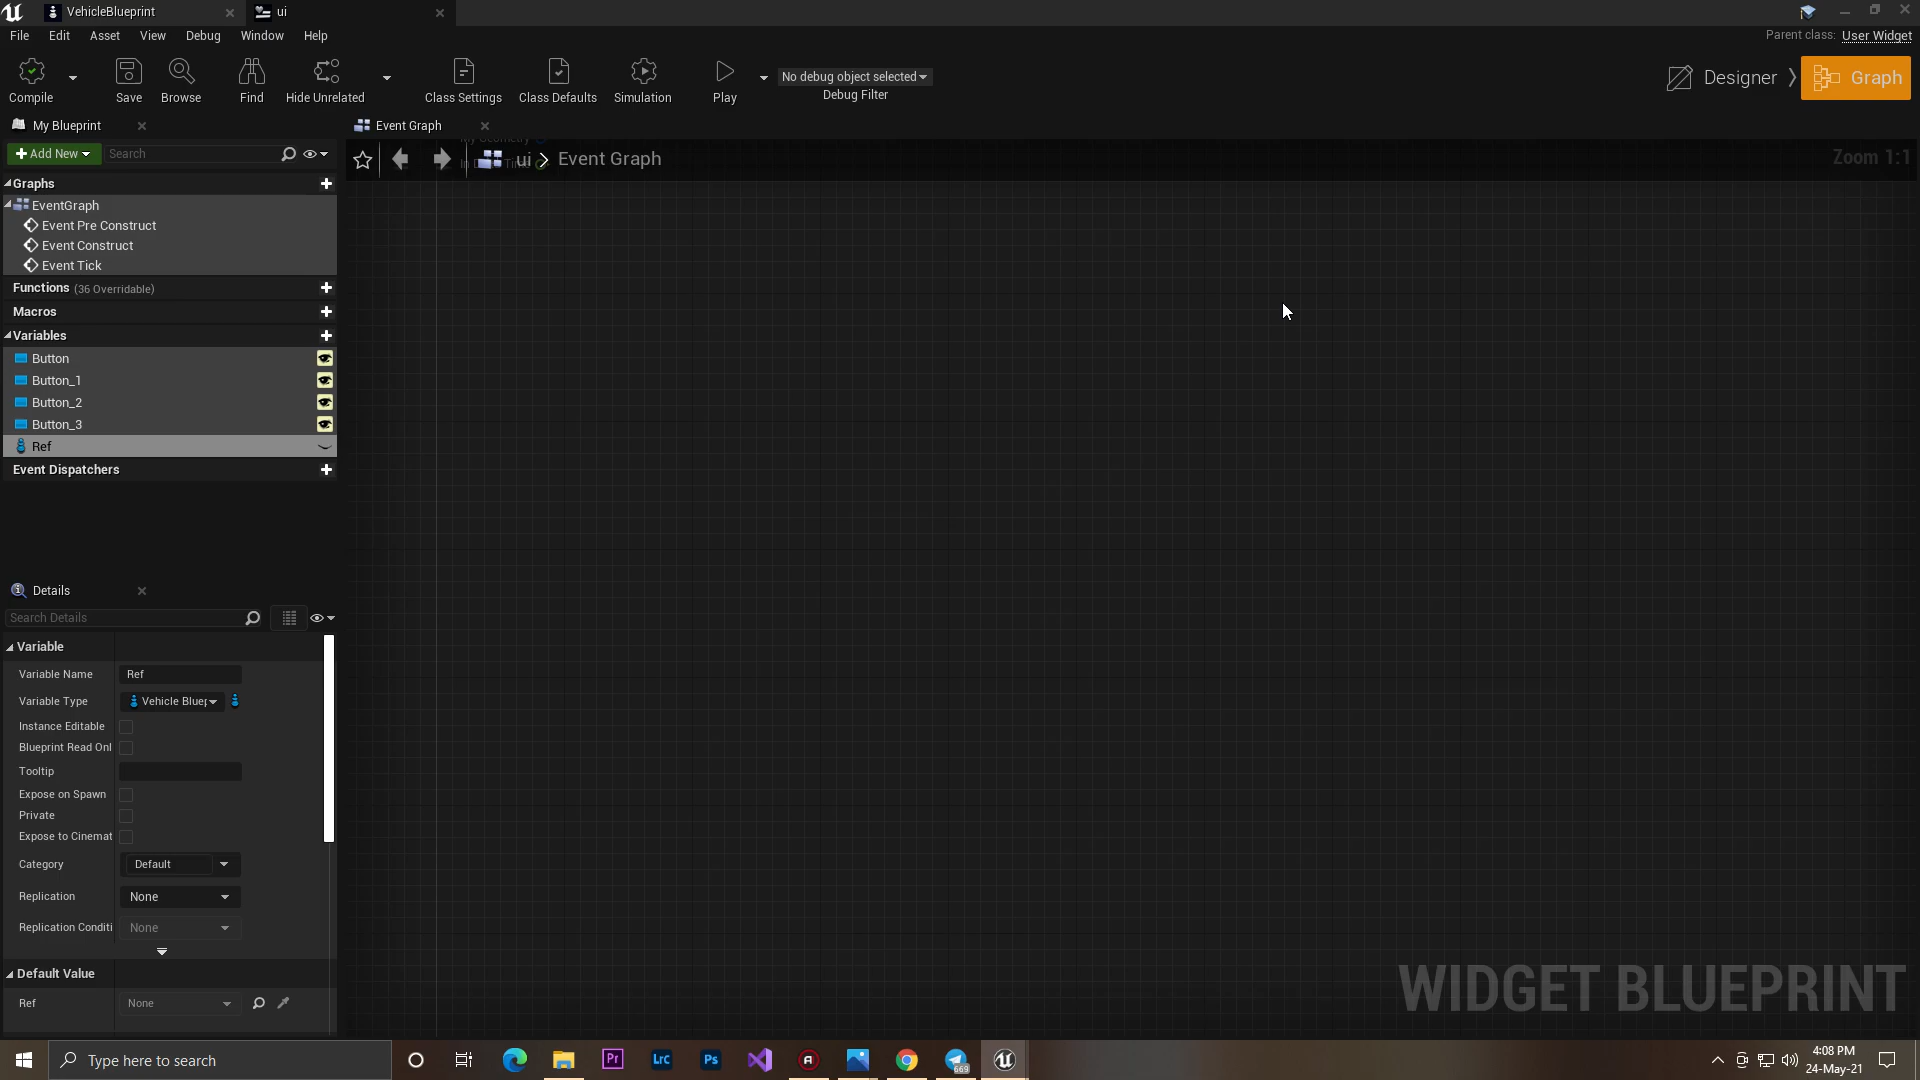 VehicleBlueprint
ui
File Edit Asset View Debug Window Help
Parent class: User Widget
Compile
Save
Browse
Find
Hide Unrelated
Class Settings
Class Defaults
Simulation
Play
No debug object selected
Debug Filter
Designer
Graph
My Blueprint
Event Graph
Add New
Search
ui > Event Graph
Zoom 1:1
Graphs
EventGraph
Event Pre Construct
Event Construct
Event Tick
Functions (36 Overridable)
Macros
Variables
Button
Button_1
Button_2
Button_3
Ref
Event Dispatchers
Details
Search Details
Variable
Variable Name Ref
Variable Type Vehicle Bluep
Instance Editable
Blueprint Read Onl
Tooltip
Expose on Spawn
Private
Expose to Cinemat
Category Default
Replication None
Replication Conditi None
Default Value
Ref None
WIDGET BLUEPRINT
Type here to search
Pr
Lrc
Ps
669
4:08 PM
24-May-21